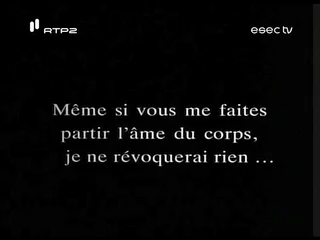 RTP2
esec tv
Même si vous me faites
partir l'âme du corps,
je ne révoquerai rien ...